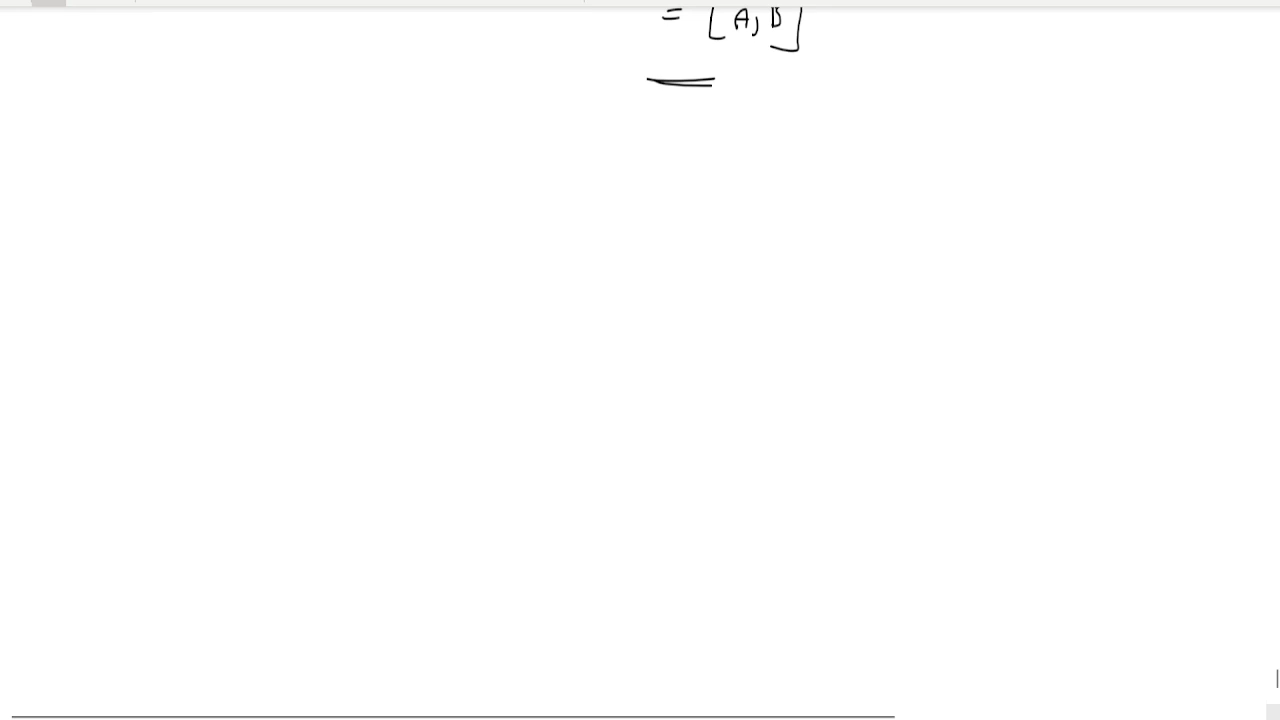 = [A, B]